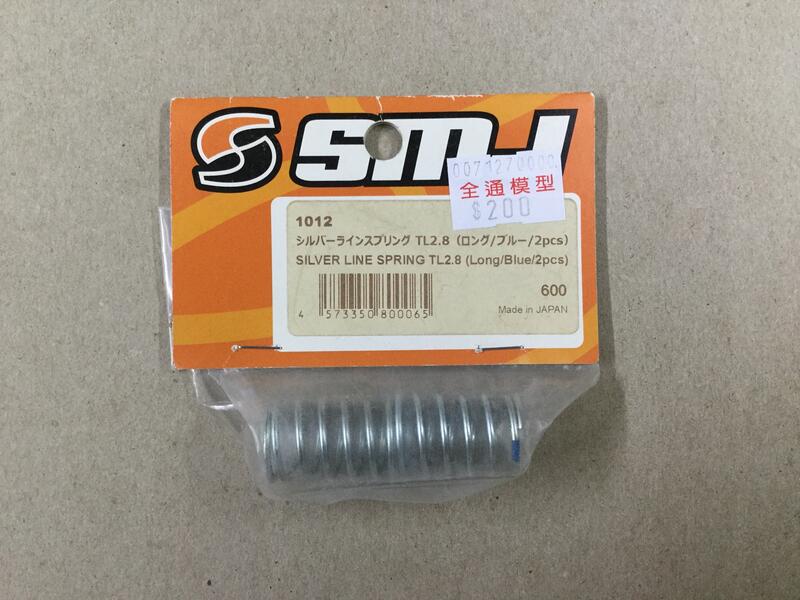 SMJ
0071270000
全通模型
$200
1012
シルバーラインスプリング TL2.8（ロング/ブルー/2pcs）
SILVER LINE SPRING TL2.8 (Long/Blue/2pcs)
600
4 573350 800065
Made in JAPAN